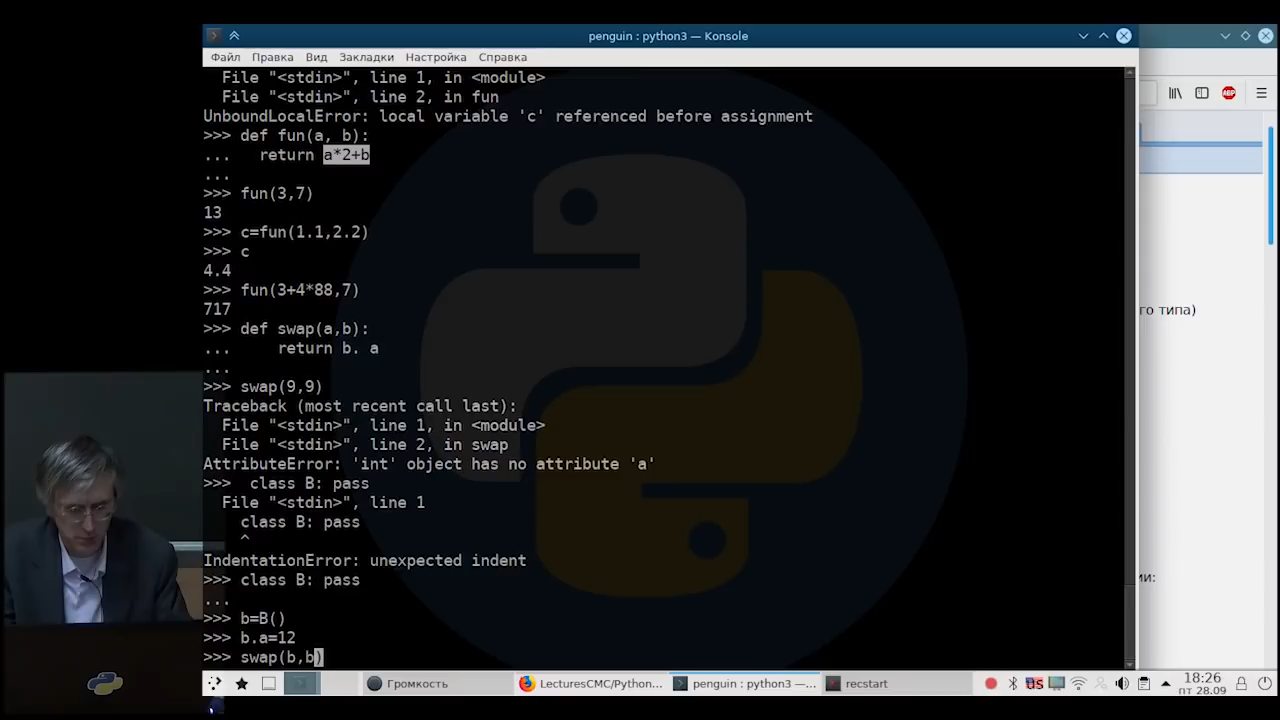 penguin : python3 — Konsole
Файл Правка Вид Закладки Настройка Справка
File "<stdin>", line 1, in <module>
File "<stdin>", line 2, in fun
UnboundLocalError: local variable 'c' referenced before assignment
>>> def fun(a, b):
... return a*2+b
...
>>> fun(3,7)
13
>>> c=fun(1.1,2.2)
>>> c
4.4
>>> fun(3+4*88,7)
717
>>> def swap(a,b):
... return b. a
...
>>> swap(9,9)
Traceback (most recent call last):
File "<stdin>", line 1, in <module>
File "<stdin>", line 2, in swap
AttributeError: 'int' object has no attribute 'a'
>>>  class B: pass
File "<stdin>", line 1
class B: pass
^
IndentationError: unexpected indent
>>> class B: pass
...
>>> b=B()
>>> b.a=12
>>> swap(b,b)
ABP
го типа)
ми:
Громкость LecturesCMC/Python... penguin : python3 —... recstart US 18:26
пт 28.09